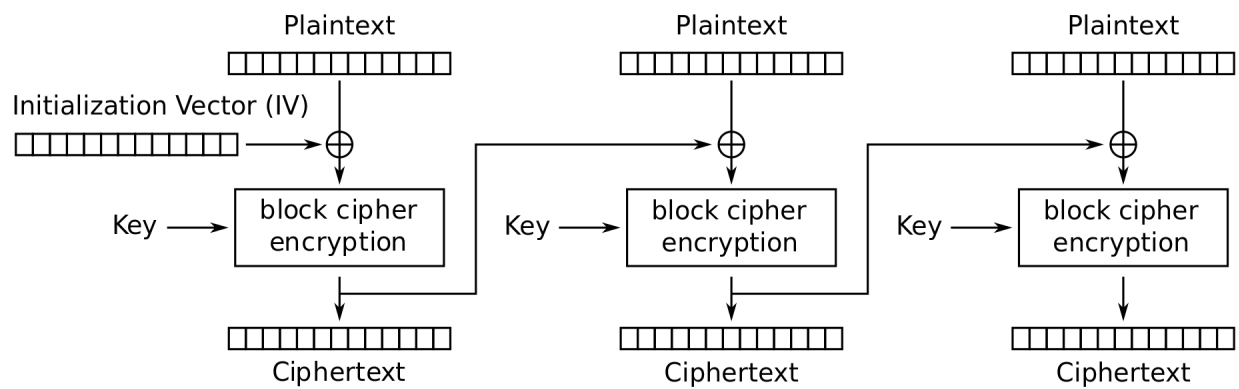 Plaintext
Plaintext
Plaintext
Initialization Vector (IV)
Key
block cipher
encryption
Key
block cipher
encryption
Key
block cipher
encryption
Ciphertext
Ciphertext
Ciphertext